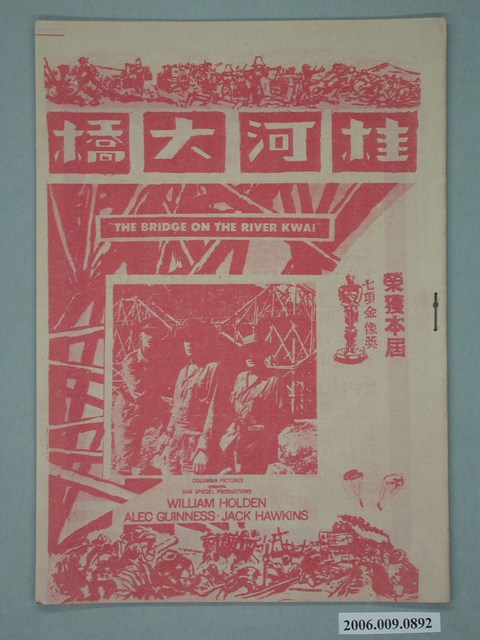 桂河大橋
"THE BRIDGE ON THE RIVER KWAI"
榮獲本屆
七項金像獎
COLUMBIA PICTURES
presents
SAM SPIEGEL PRODUCTIONS
WILLIAM HOLDEN
ALEC GUINNESS · JACK HAWKINS
2006.009.0892